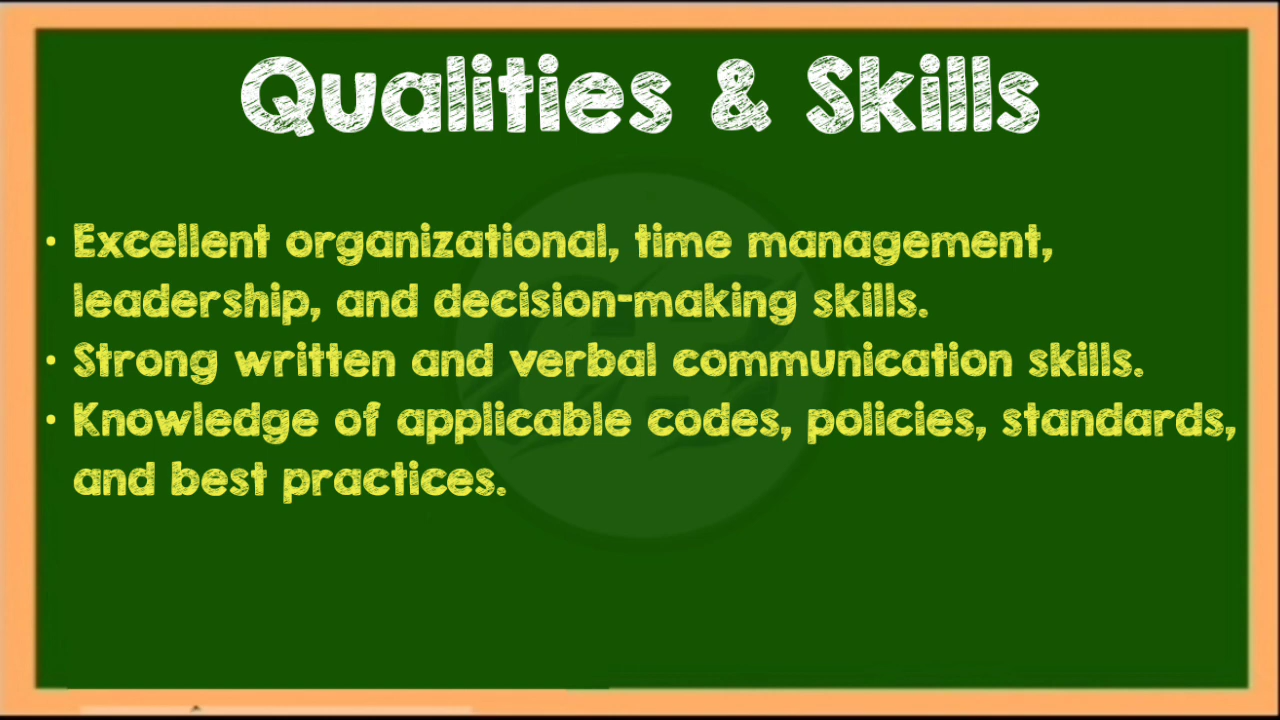 Qualities & Skills
• Excellent organizational, time management,
leadership, and decision-making skills.
• Strong written and verbal communication skills.
• Knowledge of applicable codes, policies, standards,
and best practices.